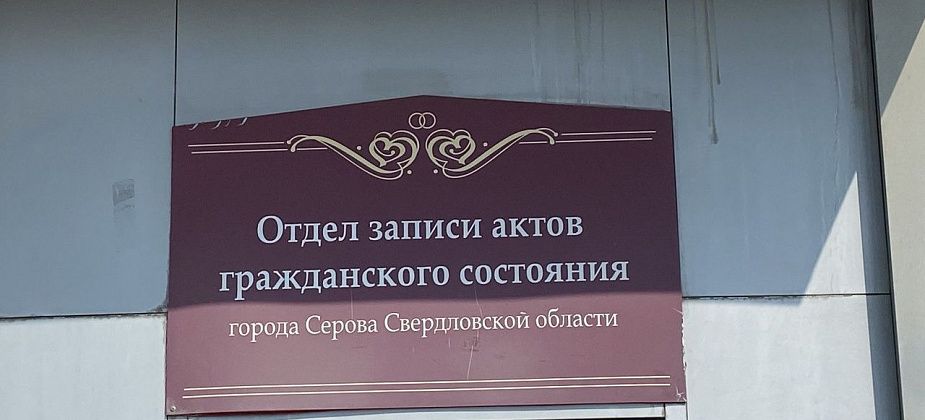 Отдел записи актов
гражданского состояния
города Серова Свердловской области